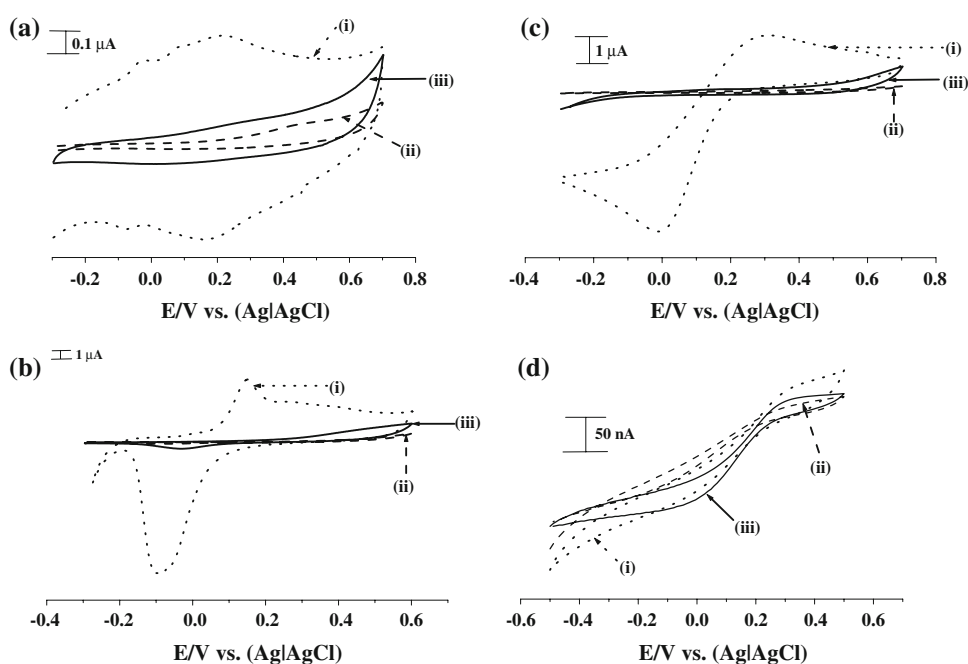 (a)
0.1 μA
(i)
(iii)
(ii)
-0.2 0.0 0.2 0.4 0.6 0.8
E/V vs. (Ag|AgCl)
(c)
1 μA
(i)
(iii)
(ii)
-0.4 -0.2 0.0 0.2 0.4 0.6 0.8
E/V vs. (Ag|AgCl)
(b)
1 μA
(i)
(iii)
(ii)
-0.4 -0.2 0.0 0.2 0.4 0.6
E/V vs. (Ag|AgCl)
(d)
50 nA
(ii)
(iii)
(i)
-0.6 -0.4 -0.2 0.0 0.2 0.4 0.6
E/V vs. (Ag|AgCl)